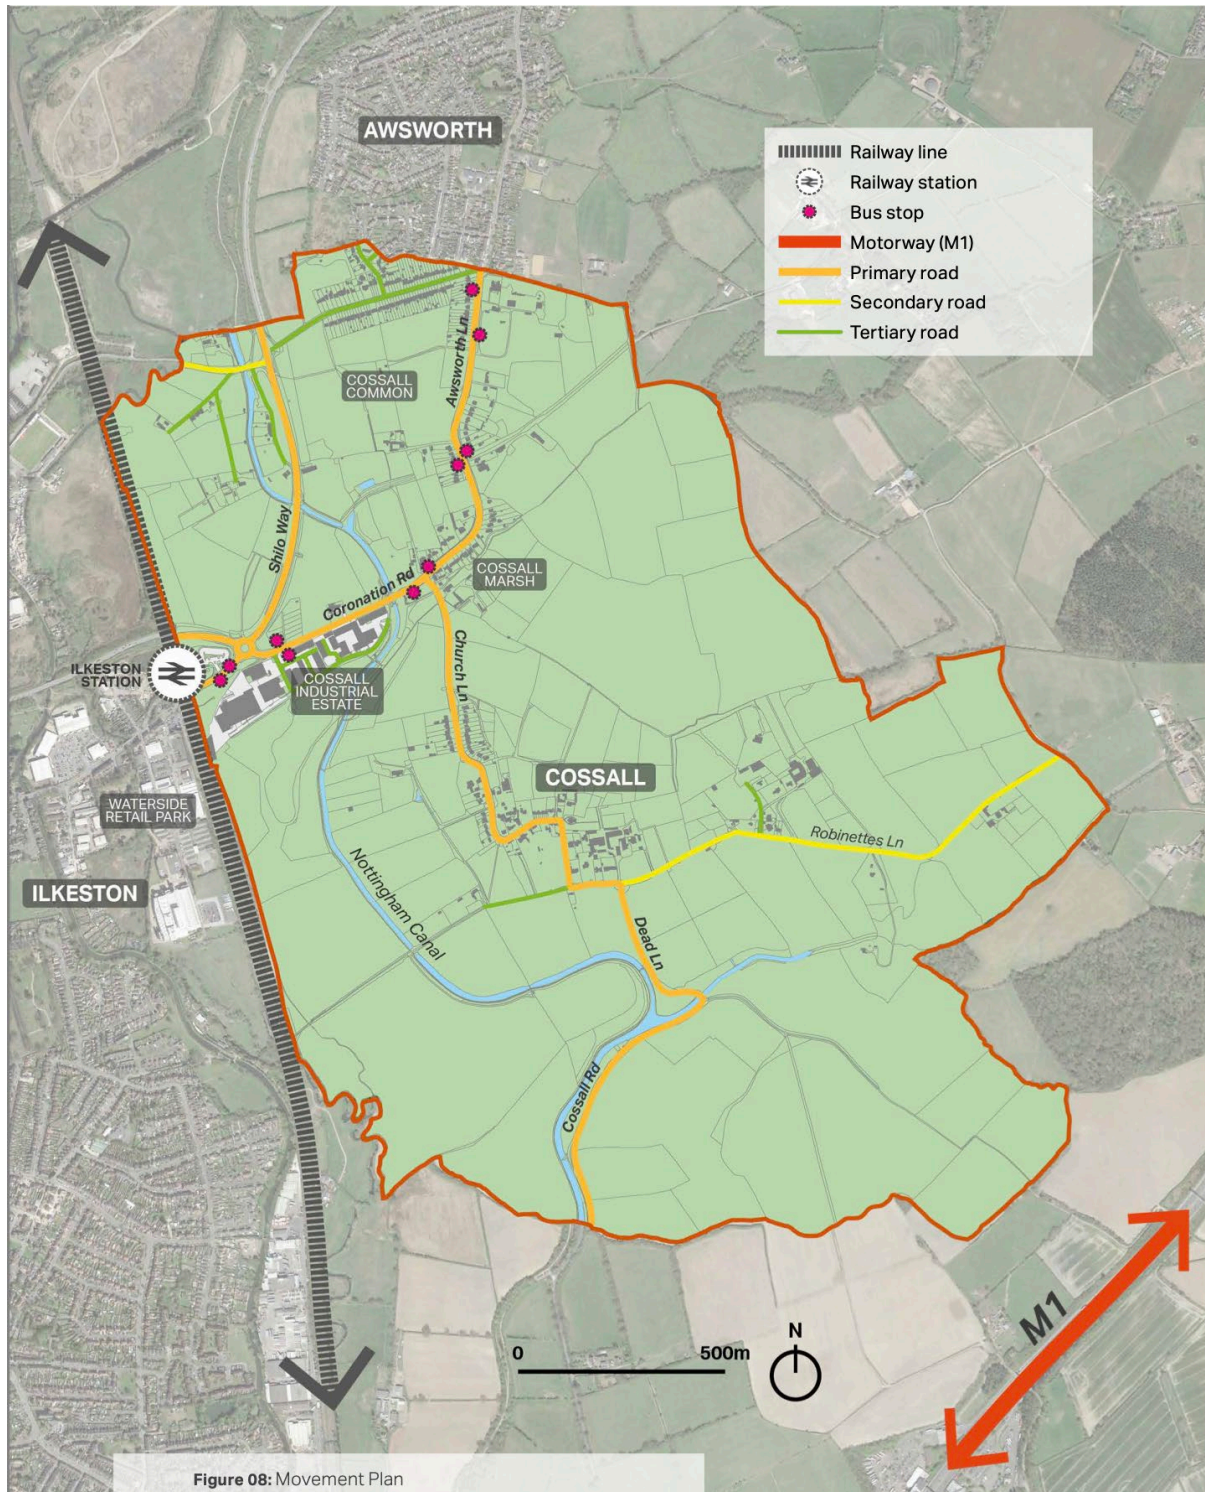 AWSWORTH
Railway line
Railway station
Bus stop
Motorway (M1)
Primary road
Secondary road
Tertiary road
Awsworth Ln
COSSALL
COMMON
Shilo Way
Coronation Rd
COSSALL
MARSH
Church Ln
ILKESTON
STATION
COSSALL
INDUSTRIAL
ESTATE
COSSALL
WATERSIDE
RETAIL PARK
Robinettes Ln
ILKESTON
Nottingham Canal
Dead Ln
Cossall Rd
M1
N
0 500m
Figure 08: Movement Plan